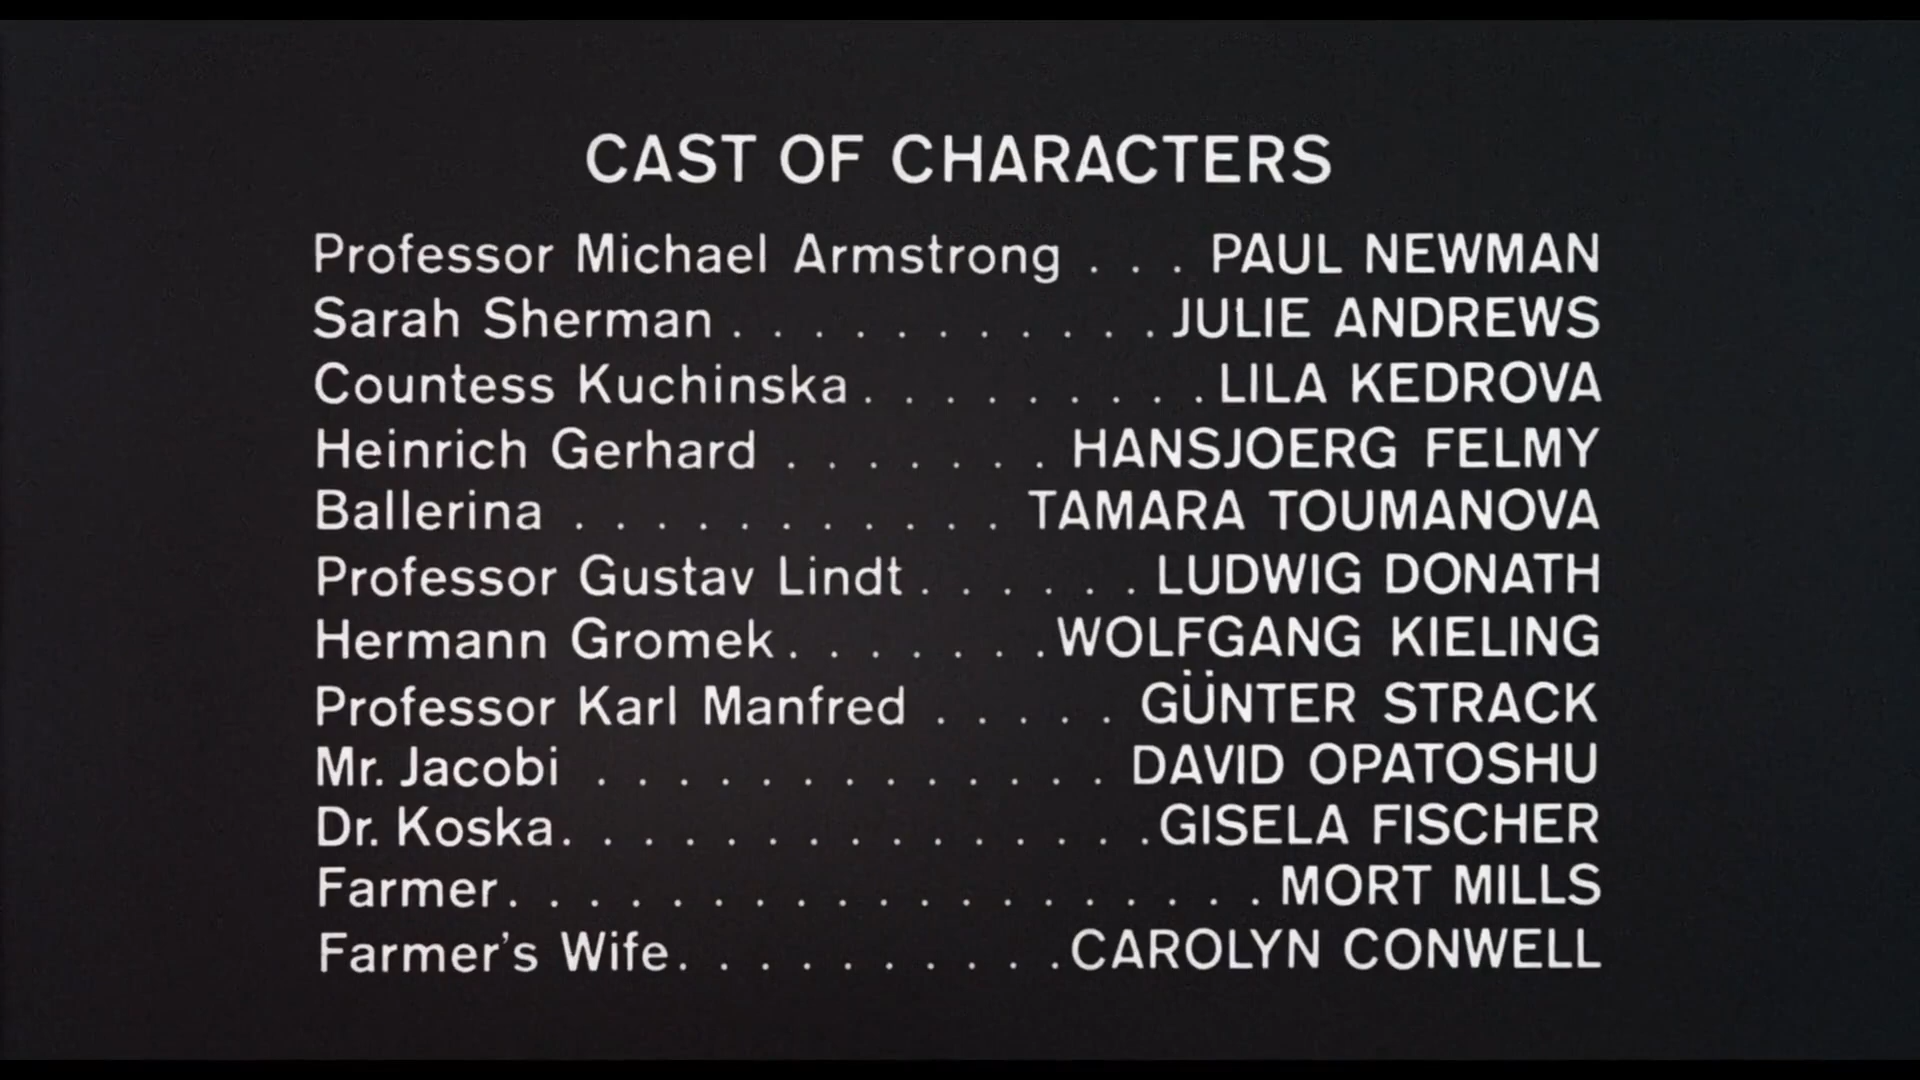 CAST OF CHARACTERS
Professor Michael Armstrong . . . PAUL NEWMAN
Sarah Sherman . . . . . . . . . . . JULIE ANDREWS
Countess Kuchinska . . . . . . . . . LILA KEDROVA
Heinrich Gerhard . . . . . . . HANSJOERG FELMY
Ballerina . . . . . . . . . . . TAMARA TOUMANOVA
Professor Gustav Lindt . . . . . . LUDWIG DONATH
Hermann Gromek . . . . . . . WOLFGANG KIELING
Professor Karl Manfred . . . . . GÜNTER STRACK
Mr. Jacobi . . . . . . . . . . . . . DAVID OPATOSHU
Dr. Koska . . . . . . . . . . . . . . . GISELA FISCHER
Farmer . . . . . . . . . . . . . . . . . . . MORT MILLS
Farmer's Wife . . . . . . . . . . CAROLYN CONWELL